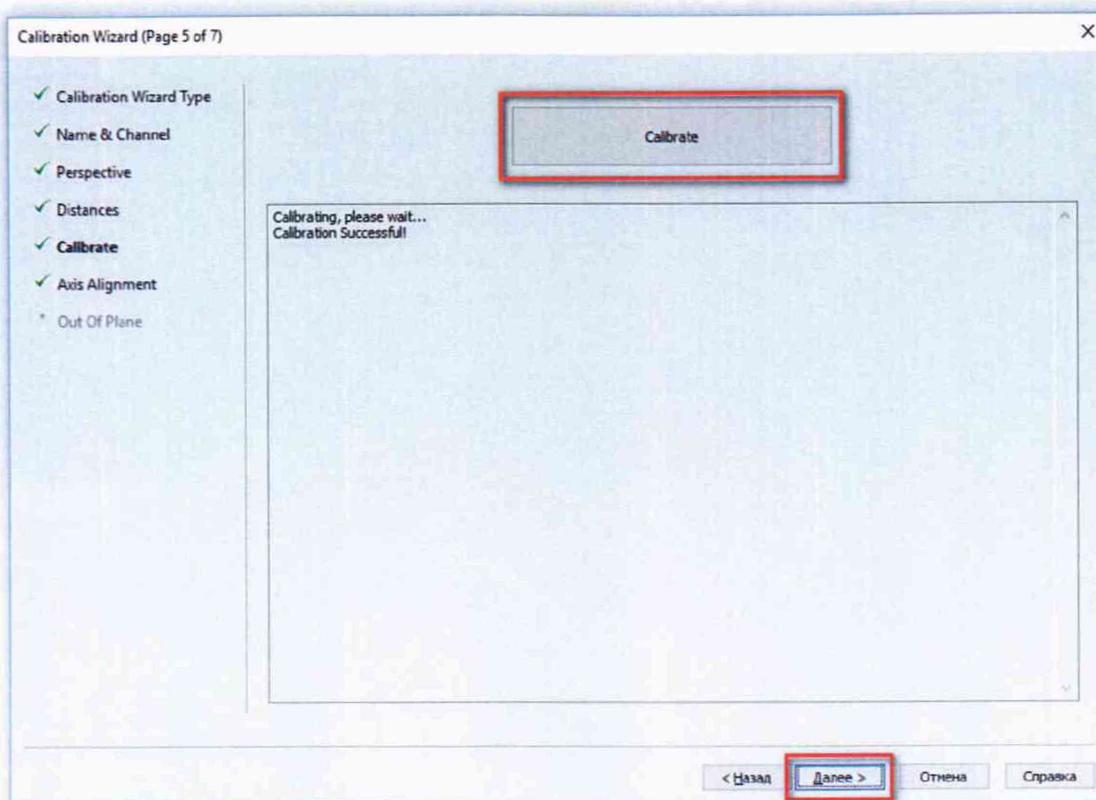 Calibration Wizard (Page 5 of 7)
Calibration Wizard Type
Name & Channel
Perspective
Distances
Calibrate
Axis Alignment
Out Of Plane
Calibrate
Calibrating, please wait...
Calibration Successful!
< Назад
Далее >
Отмена
Справка